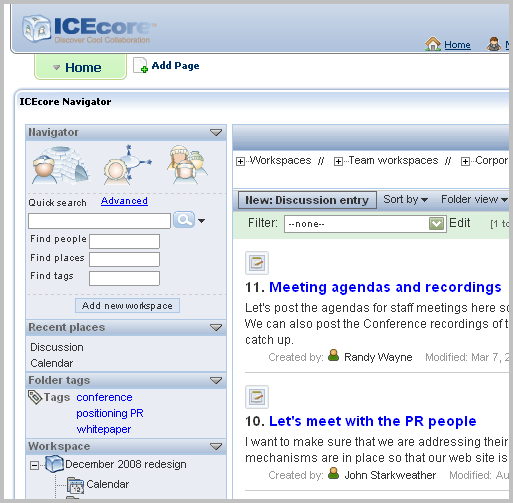 ICEcore
Discover Cool Collaboration
Home
Home
Add Page
ICEcore Navigator
Navigator
Quick search Advanced
Find people
Find places
Find tags
Add new workspace
Recent places
Discussion
Calendar
Folder tags
Tags conference
positioning PR
whitepaper
Workspace
December 2008 redesign
Calendar
Workspaces // Team workspaces //
New: Discussion entry Sort by Folder view
Filter: --none-- Edit [1 to
11. Meeting agendas and recordings
Let's post the agendas for staff meetings here so
We can also post the Conference recordings of t
catch up.
Created by: Randy Wayne Modified: Mar 7, 2
10. Let's meet with the PR people
I want to make sure that we are addressing their
mechanisms are in place so that our web site is
Created by: John Starkweather Modified: Au